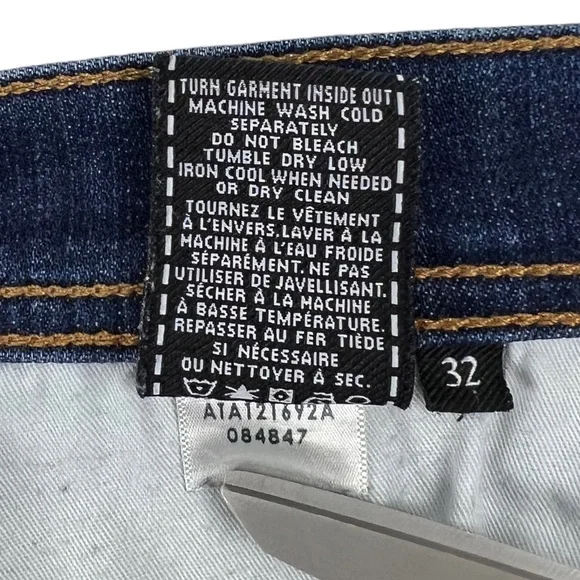 TURN GARMENT INSIDE OUT
MACHINE WASH COLD
SEPARATELY
DO NOT BLEACH
TUMBLE DRY LOW
IRON COOL WHEN NEEDED
OR DRY CLEAN
TOURNEZ LE VÊTEMENT
À L'ENVERS.LAVER À LA
MACHINE À L'EAU FROIDE
SÉPARÉMENT. NE PAS
UTILISER DE JAVELLISANT.
SÉCHER À LA MACHINE
À BASSE TEMPÉRATURE.
REPASSER AU FER TIÈDE
SI NÉCESSAIRE
OU NETTOYER À SEC.
32
A1A121692A
084847